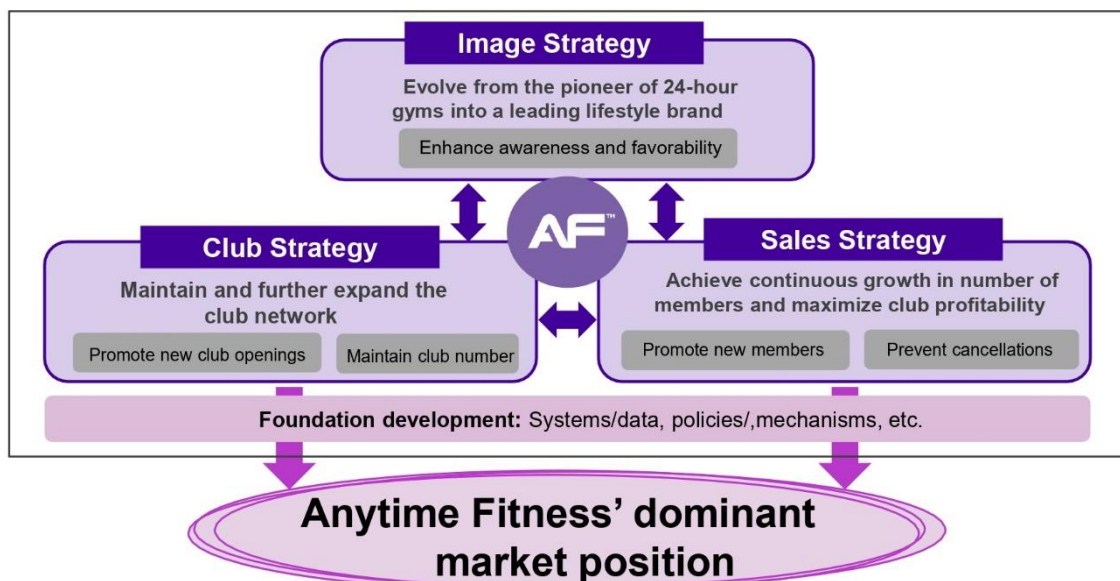 Image Strategy
Evolve from the pioneer of 24-hour
gyms into a leading lifestyle brand
Enhance awareness and favorability
AF™
Club Strategy
Maintain and further expand the
club network
Promote new club openings
Maintain club number
Sales Strategy
Achieve continuous growth in number of
members and maximize club profitability
Promote new members
Prevent cancellations
Foundation development: Systems/data, policies/,mechanisms, etc.
Anytime Fitness’ dominant
market position